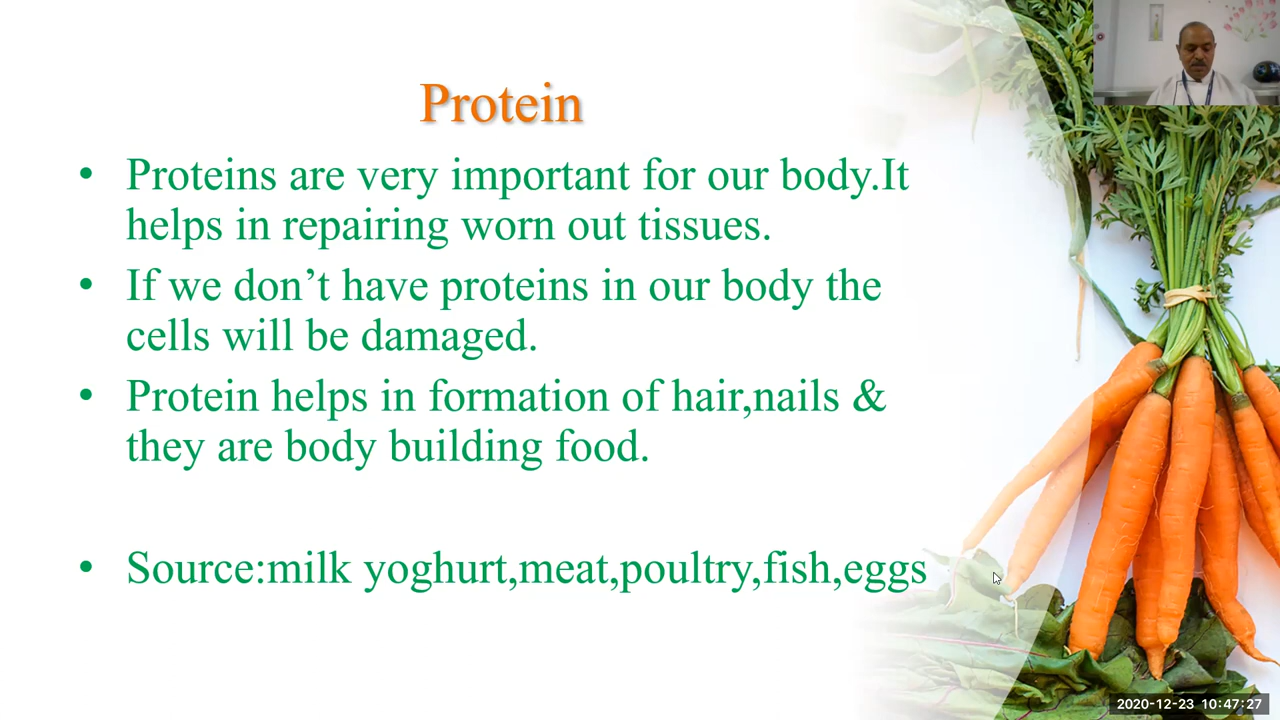 Protein
• Proteins are very important for our body.It
helps in repairing worn out tissues.
• If we don’t have proteins in our body the
cells will be damaged.
• Protein helps in formation of hair,nails &
they are body building food.
• Source:milk yoghurt,meat,poultry,fish,eggs
2020-12-23 10:47:27